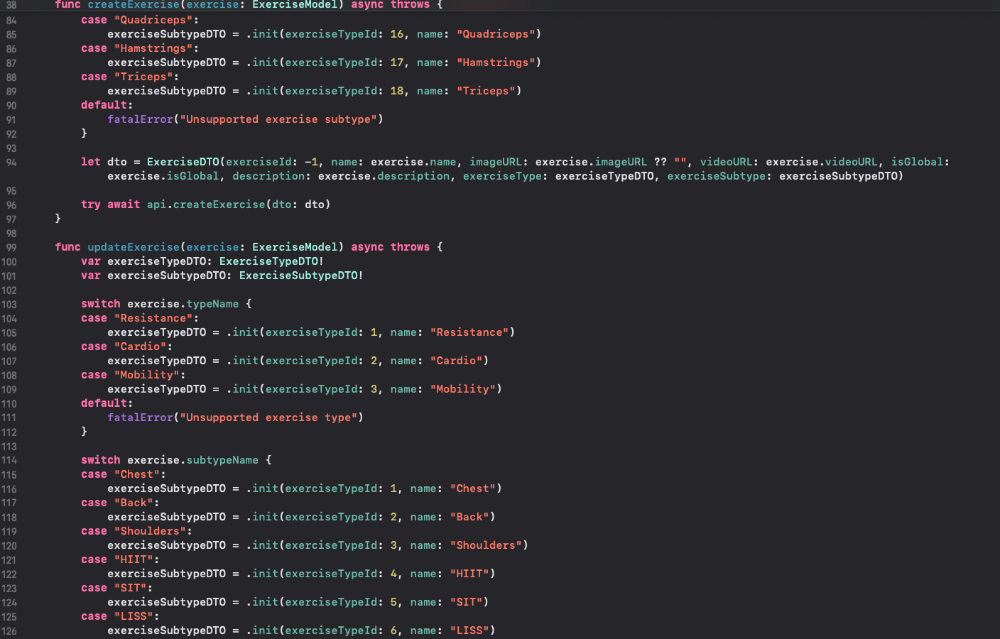 38 func createExercise(exercise: ExerciseModel) async throws {
84 case "Quadriceps":
85 exerciseSubtypeDTO = .init(exerciseTypeId: 16, name: "Quadriceps")
86 case "Hamstrings":
87 exerciseSubtypeDTO = .init(exerciseTypeId: 17, name: "Hamstrings")
88 case "Triceps":
89 exerciseSubtypeDTO = .init(exerciseTypeId: 18, name: "Triceps")
90 default:
91 fatalError("Unsupported exercise subtype")
92 }
93
94 let dto = ExerciseDTO(exerciseId: -1, name: exercise.name, imageURL: exercise.imageURL ?? "", videoURL: exercise.videoURL, isGlobal:
exercise.isGlobal, description: exercise.description, exerciseType: exerciseTypeDTO, exerciseSubtype: exerciseSubtypeDTO)
95
96 try await api.createExercise(dto: dto)
97 }
98
99 func updateExercise(exercise: ExerciseModel) async throws {
100 var exerciseTypeDTO: ExerciseTypeDTO!
101 var exerciseSubtypeDTO: ExerciseSubtypeDTO!
102
103 switch exercise.typeName {
104 case "Resistance":
105 exerciseTypeDTO = .init(exerciseTypeId: 1, name: "Resistance")
106 case "Cardio":
107 exerciseTypeDTO = .init(exerciseTypeId: 2, name: "Cardio")
108 case "Mobility":
109 exerciseTypeDTO = .init(exerciseTypeId: 3, name: "Mobility")
110 default:
111 fatalError("Unsupported exercise type")
112 }
113
114 switch exercise.subtypeName {
115 case "Chest":
116 exerciseSubtypeDTO = .init(exerciseTypeId: 1, name: "Chest")
117 case "Back":
118 exerciseSubtypeDTO = .init(exerciseTypeId: 2, name: "Back")
119 case "Shoulders":
120 exerciseSubtypeDTO = .init(exerciseTypeId: 3, name: "Shoulders")
121 case "HIIT":
122 exerciseSubtypeDTO = .init(exerciseTypeId: 4, name: "HIIT")
123 case "SIT":
124 exerciseSubtypeDTO = .init(exerciseTypeId: 5, name: "SIT")
125 case "LISS":
126 exerciseSubtypeDTO = .init(exerciseTypeId: 6, name: "LISS")